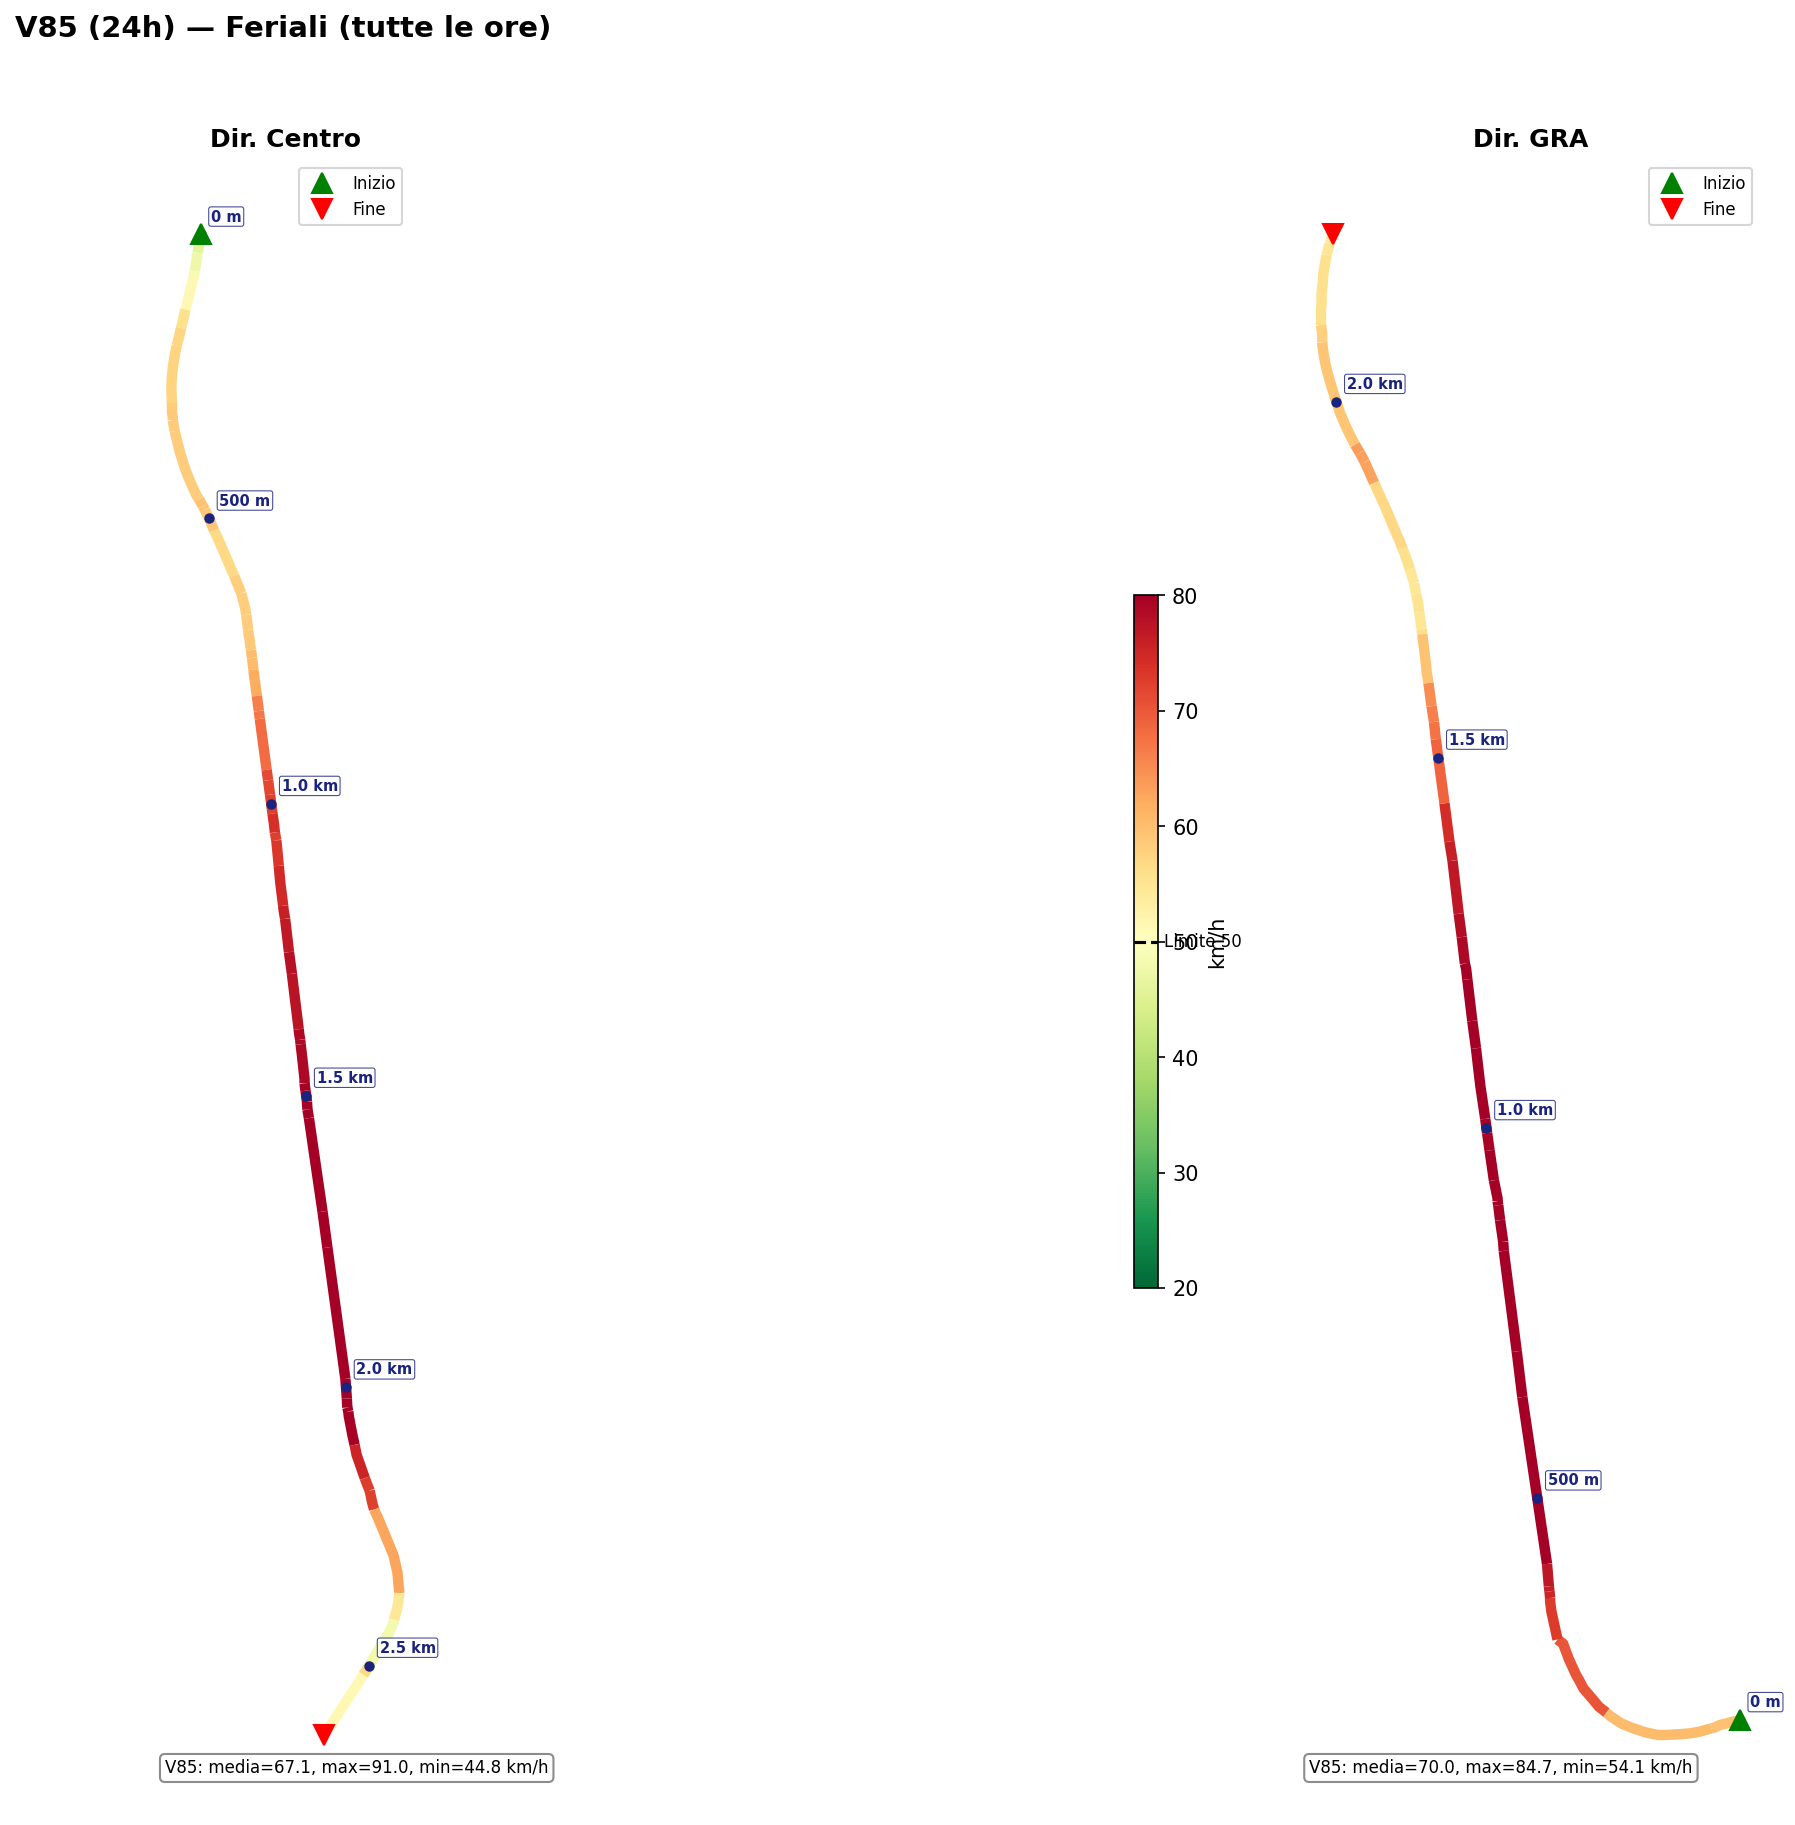 V85 (24h) — Feriali (tutte le ore)
Dir. Centro
Inizio
Fine
0 m
500 m
1.0 km
1.5 km
2.0 km
2.5 km
V85: media=67.1, max=91.0, min=44.8 km/h
80
70
60
50
Limite 50
40
30
20
km/h
Dir. GRA
Inizio
Fine
2.0 km
1.5 km
1.0 km
500 m
0 m
V85: media=70.0, max=84.7, min=54.1 km/h